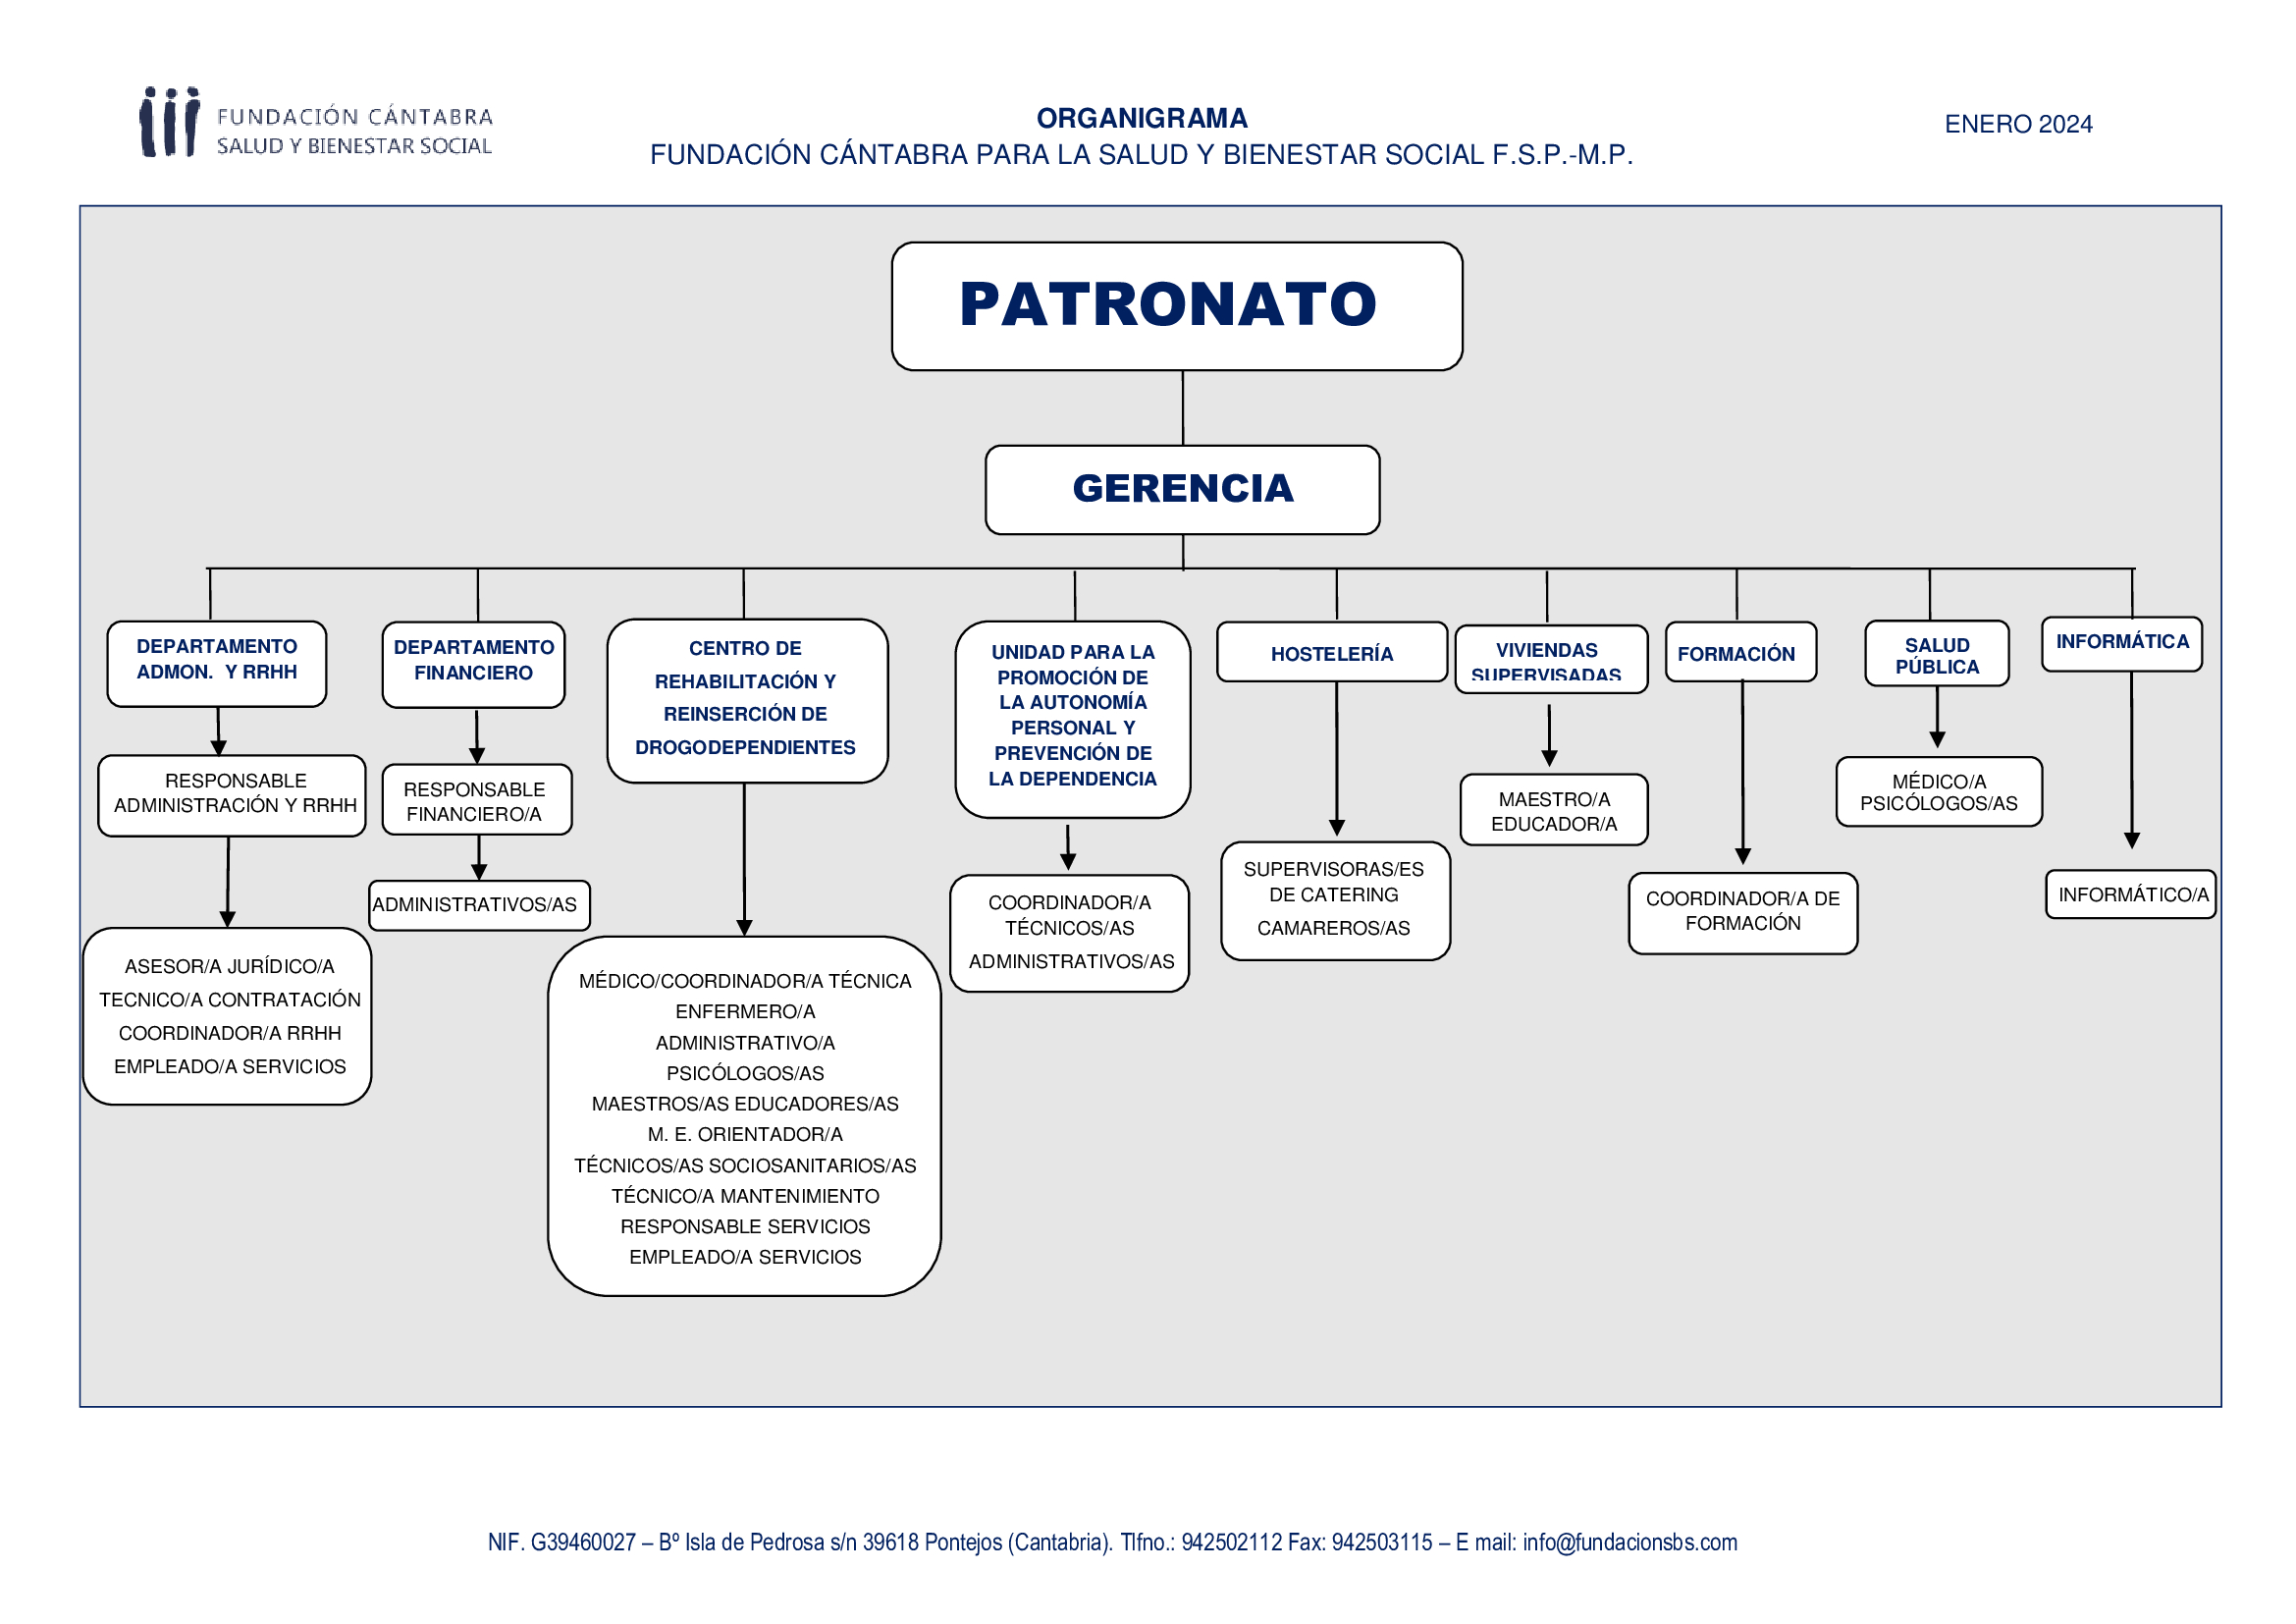 FUNDACIÓN CÁNTABRA
SALUD Y BIENESTAR SOCIAL
ORGANIGRAMA
FUNDACIÓN CÁNTABRA PARA LA SALUD Y BIENESTAR SOCIAL F.S.P.-M.P.
ENERO 2024
PATRONATO
GERENCIA
DEPARTAMENTO
ADMON. Y RRHH
DEPARTAMENTO
FINANCIERO
CENTRO DE
REHABILITACIÓN Y
REINSERCIÓN DE
DROGODEPENDIENTES
UNIDAD PARA LA
PROMOCIÓN DE
LA AUTONOMÍA
PERSONAL Y
PREVENCIÓN DE
LA DEPENDENCIA
HOSTELERÍA
VIVIENDAS
SUPERVISADAS
FORMACIÓN
SALUD
PÚBLICA
INFORMÁTICA
RESPONSABLE
ADMINISTRACIÓN Y RRHH
RESPONSABLE
FINANCIERO/A
MAESTRO/A
EDUCADOR/A
MÉDICO/A
PSICÓLOGOS/AS
ADMINISTRATIVOS/AS
COORDINADOR/A
TÉCNICOS/AS
ADMINISTRATIVOS/AS
SUPERVISORAS/ES
DE CATERING
CAMAREROS/AS
COORDINADOR/A DE
FORMACIÓN
INFORMÁTICO/A
ASESOR/A JURÍDICO/A
TECNICO/A CONTRATACIÓN
COORDINADOR/A RRHH
EMPLEADO/A SERVICIOS
MÉDICO/COORDINADOR/A TÉCNICA
ENFERMERO/A
ADMINISTRATIVO/A
PSICÓLOGOS/AS
MAESTROS/AS EDUCADORES/AS
M. E. ORIENTADOR/A
TÉCNICOS/AS SOCIOSANITARIOS/AS
TÉCNICO/A MANTENIMIENTO
RESPONSABLE SERVICIOS
EMPLEADO/A SERVICIOS
NIF. G39460027 – Bº Isla de Pedrosa s/n 39618 Pontejos (Cantabria). Tlfno.: 942502112 Fax: 942503115 – E mail: info@fundacionsbs.com